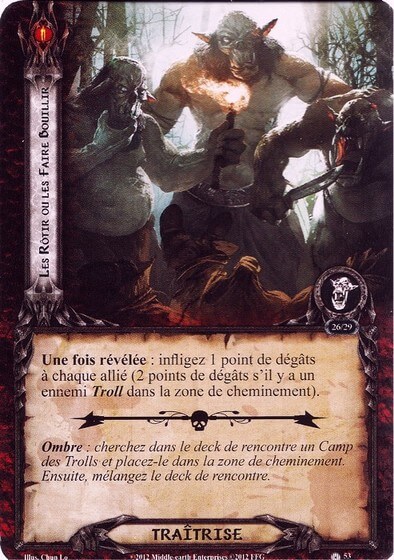 Les Rôtir ou les Faire Bouillir
26/29
Une fois révélée : infligez 1 point de dégâts
à chaque allié (2 points de dégâts s'il y a un
ennemi Troll dans la zone de cheminement).
Ombre : cherchez dans le deck de rencontre un Camp
des Trolls et placez-le dans la zone de cheminement.
Ensuite, mélangez le deck de rencontre.
TRAÎTRISE
Illus. Chun Lo
©2012 Middle-earth Enterprises ©2012 FFG
53